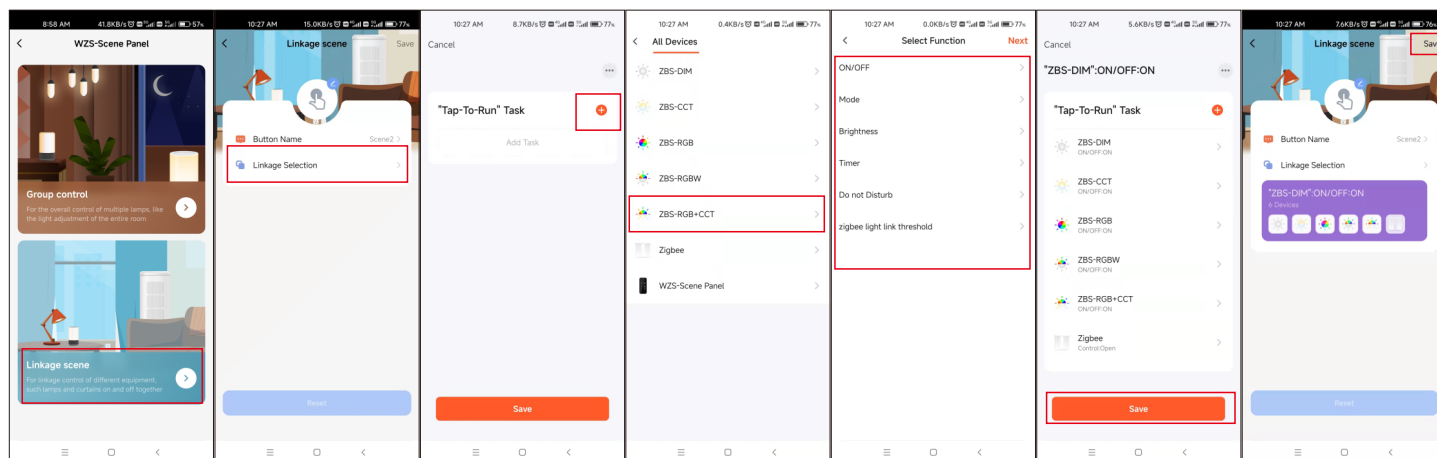 8:58 AM
41.8KB/s
57%
WZS-Scene Panel
Group control
For the overall control of multiple lamps, like
the light adjustment of the entire room
Linkage scene
For linkage control of different equipment,
such lamps and curtains on and off together
10:27 AM
15.0KB/s
77%
Linkage scene
Save
Button Name
Scene2
Linkage Selection
Reset
10:27 AM
8.7KB/s
77%
Cancel
"Tap-To-Run" Task
Add Task
Save
10:27 AM
0.4KB/s
77%
All Devices
ZBS-DIM
ZBS-CCT
ZBS-RGB
ZBS-RGBW
ZBS-RGB+CCT
Zigbee
WZS-Scene Panel
10:27 AM
0.0KB/s
77%
Select Function
Next
ON/OFF
Mode
Brightness
Timer
Do not Disturb
zigbee light link threshold
10:27 AM
5.6KB/s
77%
Cancel
"ZBS-DIM":ON/OFF:ON
"Tap-To-Run" Task
ZBS-DIM
ON/OFF:ON
ZBS-CCT
ON/OFF:ON
ZBS-RGB
ON/OFF:ON
ZBS-RGBW
ON/OFF:ON
ZBS-RGB+CCT
ON/OFF:ON
Zigbee
Control:Open
Save
10:27 AM
7.6KB/s
76%
Linkage scene
Sav
Button Name
Scene2
Linkage Selection
"ZBS-DIM":ON/OFF:ON
6 Devices
Reset